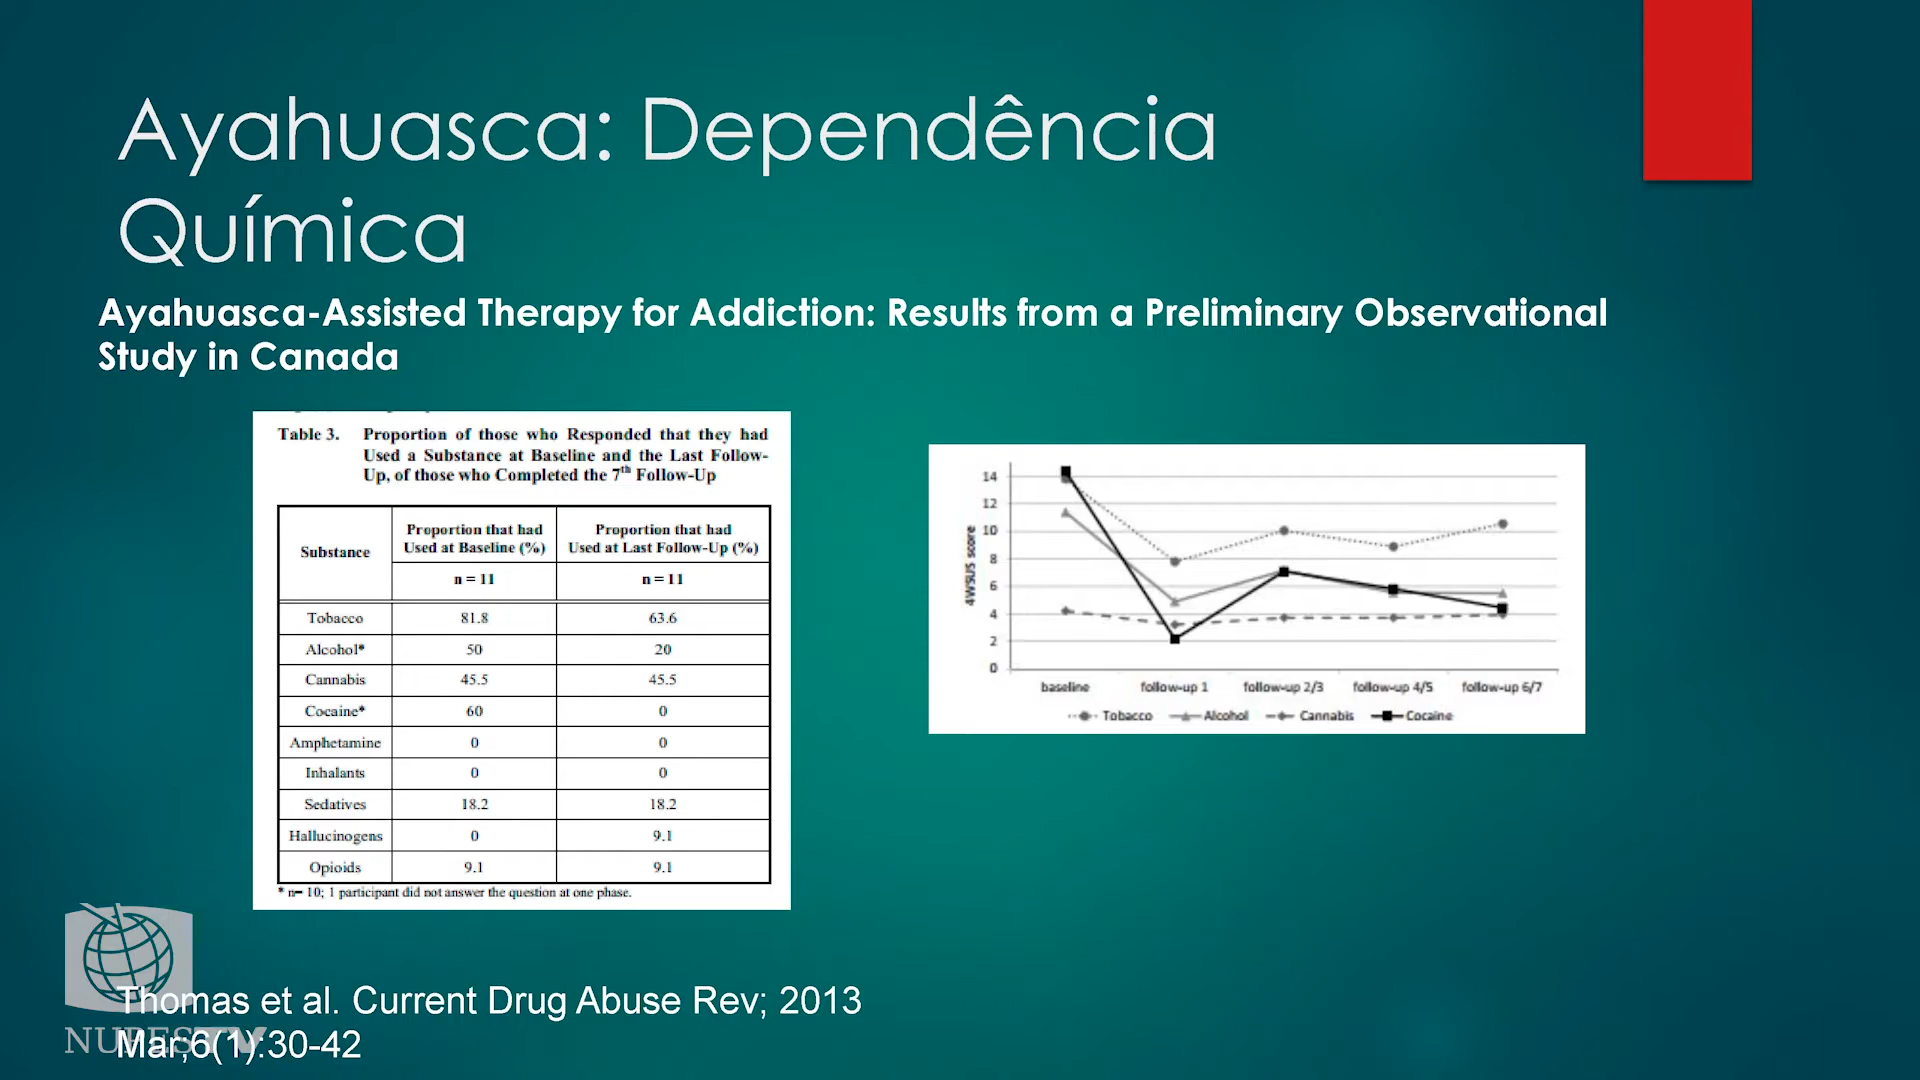 Ayahuasca: Dependência
Química
Ayahuasca-Assisted Therapy for Addiction: Results from a Preliminary Observational
Study in Canada
Table 3. Proportion of those who Responded that they had
Used a Substance at Baseline and the Last Follow-
Up, of those who Completed the 7th Follow-Up
Substance
Proportion that had
Used at Baseline (%)
Proportion that had
Used at Last Follow-Up (%)
n = 11
n = 11
Tobacco 81.8 63.6
Alcohol* 50 20
Cannabis 45.5 45.5
Cocaine* 60 0
Amphetamine 0 0
Inhalants 0 0
Sedatives 18.2 18.2
Hallucinogens 0 9.1
Opioids 9.1 9.1
* n= 10; 1 participant did not answer the question at one phase.
4WSUS score
14
12
10
8
6
4
2
0
baseline follow-up 1 follow-up 2/3 follow-up 4/5 follow-up 6/7
Tobacco Alcohol Cannabis Cocaine
Thomas et al. Current Drug Abuse Rev; 2013
Mar;6(1):30-42
NUPES TV